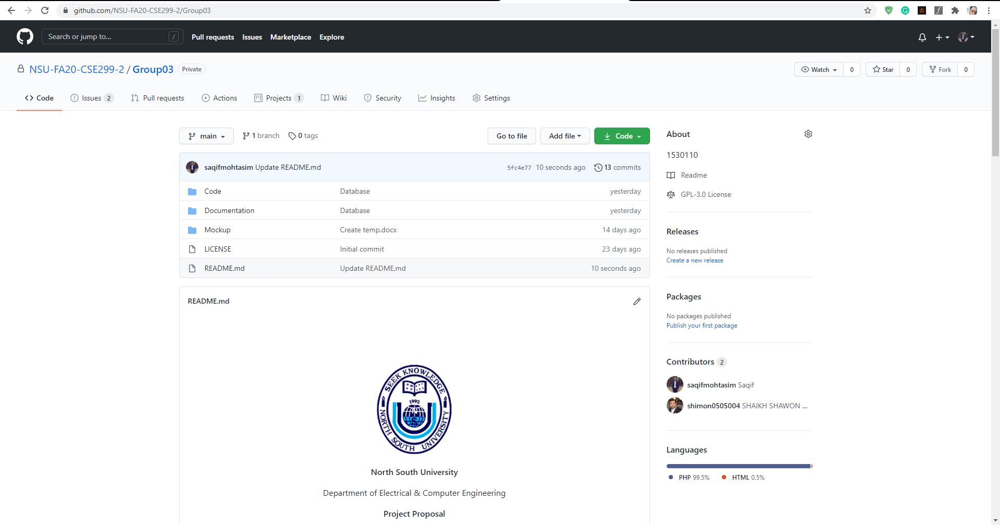 github.com/NSU-FA20-CSE299-2/Group03
Search or jump to... /
Pull requests Issues Marketplace Explore
NSU-FA20-CSE299-2 / Group03 Private
Watch 0 Star 0 Fork 0
Code Issues 2 Pull requests Actions Projects 1 Wiki Security Insights Settings
main 1 branch 0 tags Go to file Add file Code
saqifmohtasim Update README.md 5fc4e77 10 seconds ago 13 commits
Code Database yesterday
Documentation Database yesterday
Mockup Create temp.docx 14 days ago
LICENSE Initial commit 23 days ago
README.md Update README.md 10 seconds ago
README.md
SEEK KNOWLEDGE
1992
NORTH SOUTH UNIVERSITY
North South University
Department of Electrical & Computer Engineering
Project Proposal
About
1530110
Readme
GPL-3.0 License
Releases
No releases published
Create a new release
Packages
No packages published
Publish your first package
Contributors 2
saqifmohtasim Saqif
shimon0505004 SHAIKH SHAWON ...
Languages
PHP 99.5% HTML 0.5%